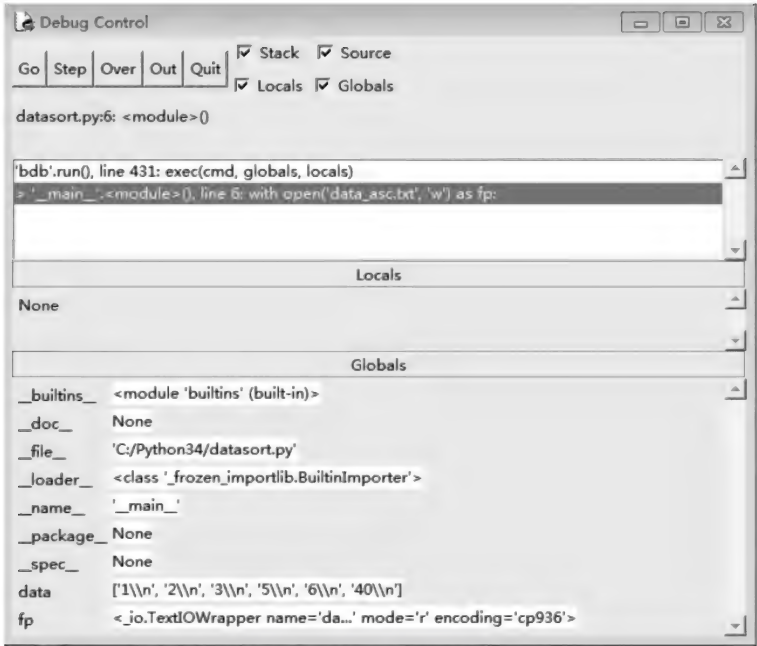 Debug Control
Go Step Over Out Quit
Stack Source
Locals Globals
datasort.py:6: <module>()
'bdb'.run(), line 431: exec(cmd, globals, locals)
> '__main__'.<module>(), line 6: with open('data_asc.txt', 'w') as fp:
Locals
None
Globals
__builtins__ <module 'builtins' (built-in)>
__doc__ None
__file__ 'C:/Python34/datasort.py'
__loader__ <class '_frozen_importlib.BuiltinImporter'>
__name__ '__main__'
__package__ None
__spec__ None
data ['1\\n', '2\\n', '3\\n', '5\\n', '6\\n', '40\\n']
fp <_io.TextIOWrapper name='da...' mode='r' encoding='cp936'>